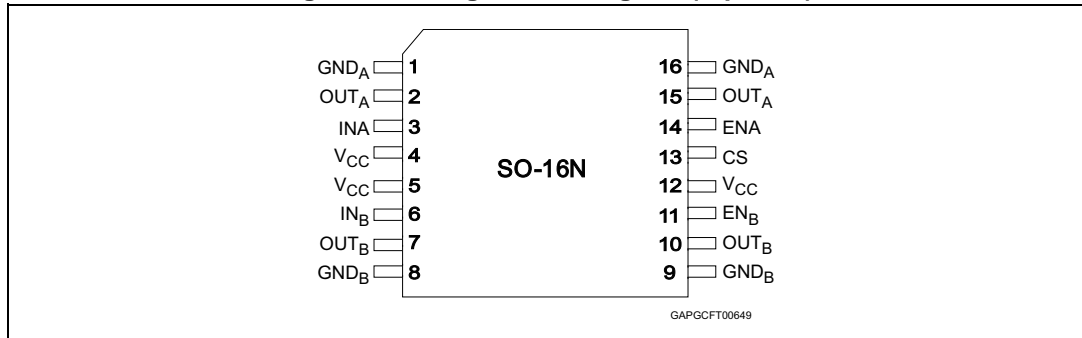 GNDA 1 16 GNDA
OUTA 2 15 OUTA
INA 3 14 ENA
VCC 4 13 CS
SO-16N
VCC 5 12 VCC
INB 6 11 ENB
OUTB 7 10 OUTB
GNDB 8 9 GNDB
GAPGCFT00649